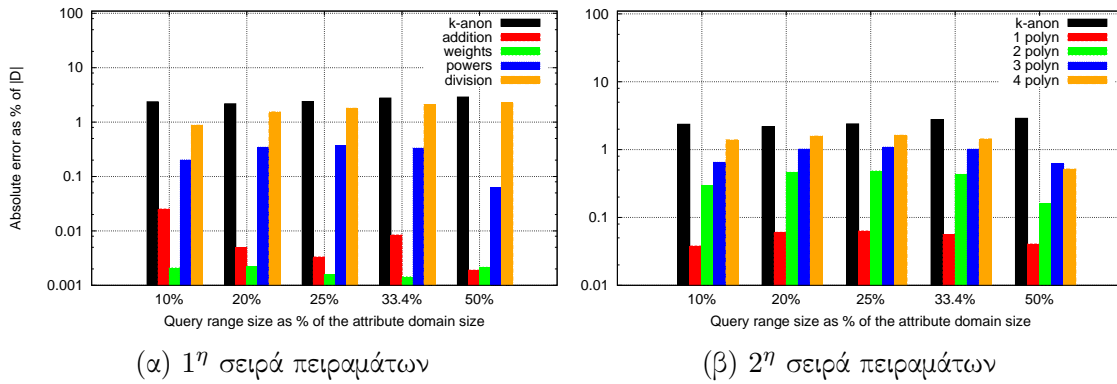 100
10
1
0.1
0.01
0.001
Absolute error as % of |D|
k-anon
addition
weights
powers
division
10% 20% 25% 33.4% 50%
Query range size as % of the attribute domain size
(α) 1η σειρά πειραμάτων
100
10
1
0.1
0.01
k-anon
1 polyn
2 polyn
3 polyn
4 polyn
10% 20% 25% 33.4% 50%
Query range size as % of the attribute domain size
(β) 2η σειρά πειραμάτων